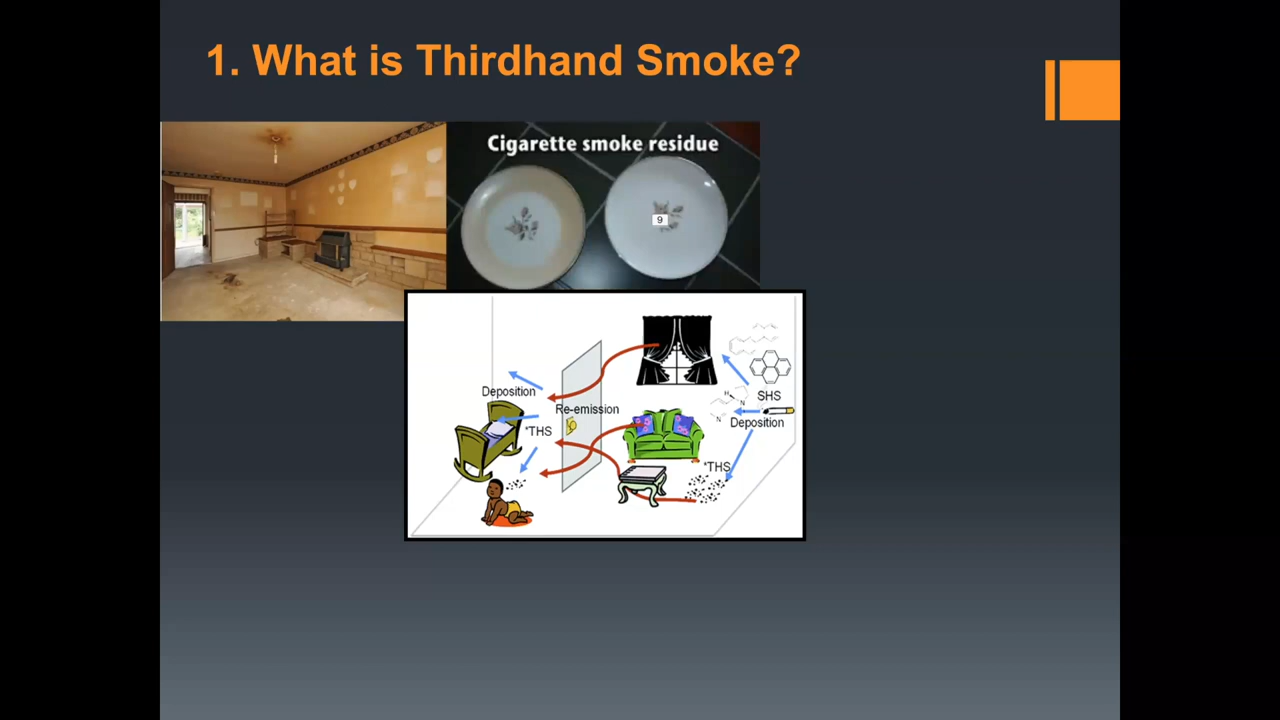 1. What is Thirdhand Smoke?
Cigarette smoke residue
9
Deposition
Re-emission
*THS
SHS
Deposition
*THS
H
N
N